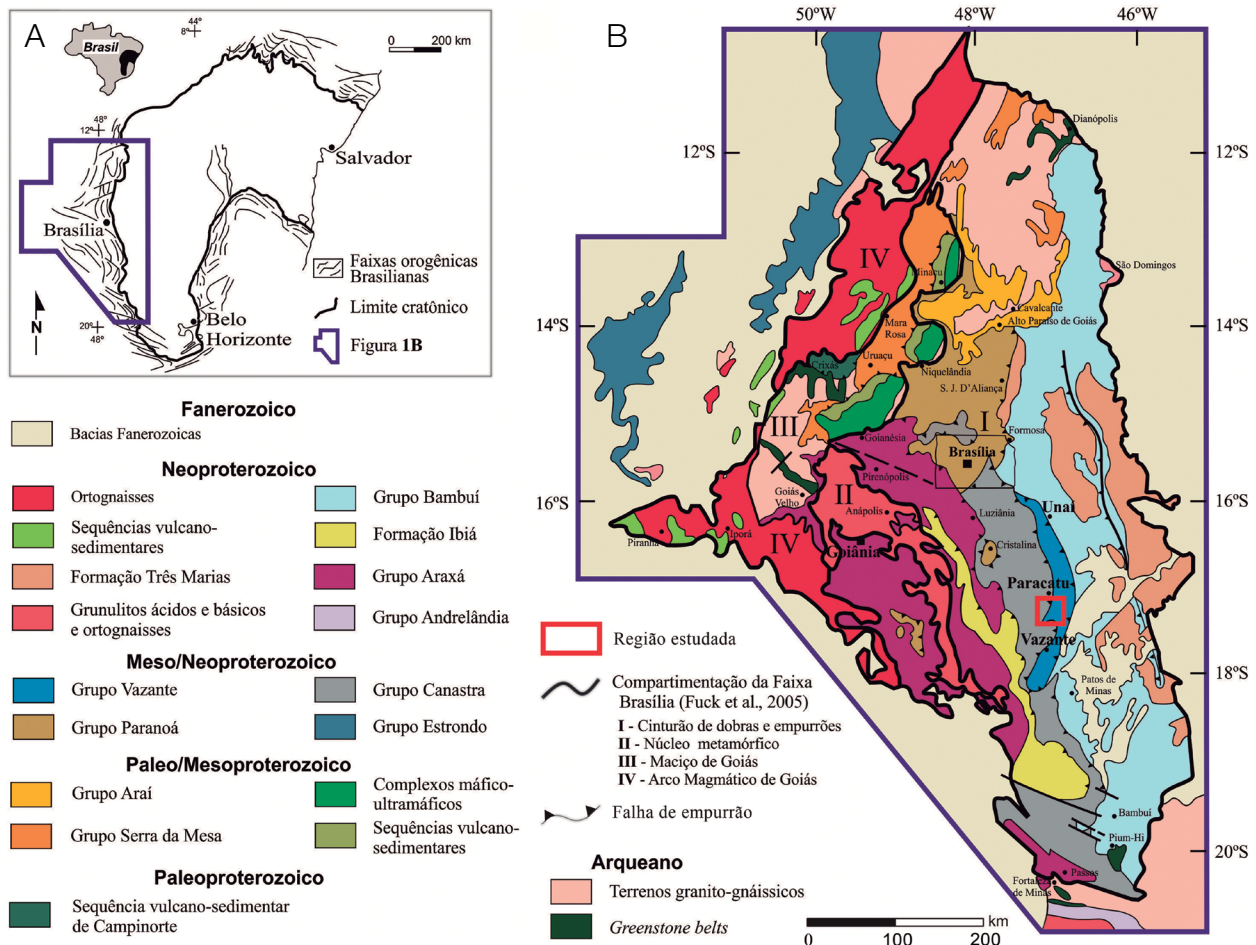 A
Brasil
44º
8º
0 200 km
48º
12º
Salvador
Brasília
N
20º
48º
Belo
Horizonte
Faixas orogênicas
Brasilianas
Limite cratônico
Figura 1B
Fanerozoico
Bacias Fanerozoicas
Neoproterozoico
Ortognaisses
Sequências vulcano-
sedimentares
Formação Três Marias
Grunulitos ácidos e básicos
e ortognaisses
Grupo Bambuí
Formação Ibiá
Grupo Araxá
Grupo Andrelândia
Meso/Neoproterozoico
Grupo Vazante
Grupo Paranoá
Grupo Canastra
Grupo Estrondo
Paleo/Mesoproterozoico
Grupo Araí
Grupo Serra da Mesa
Complexos máfico-
ultramáficos
Sequências vulcano-
sedimentares
Paleoproterozoico
Sequência vulcano-sedimentar
de Campinorte
B
50ºW 48ºW 46ºW
12ºS
14ºS
16ºS
12ºS
14ºS
16ºS
18ºS
20ºS
Dianópolis
São Domingos
IV
Minaçu
Cavalcante
Alto Paraíso de Goiás
Mara
Rosa
Uruaçu
Crixás
Niquelândia
S. J. D'Aliança
III
I
Goianésia
Formosa
Brasília
Pirenópolis
Goiás
Velho
II
Anápolis
Luziânia
Unaí
Piranha
Iporá
IV
Goiânia
Cristalina
Paracatu
Vazante
Patos de
Minas
Bambuí
Pium-Hi
Passos
Fortaleza
de Minas
Região estudada
Compartimentação da Faixa
Brasília (Fuck et al., 2005)
I - Cinturão de dobras e empurrões
II - Núcleo metamórfico
III - Maciço de Goiás
IV - Arco Magmático de Goiás
Falha de empurrão
Arqueano
Terrenos granito-gnáissicos
Greenstone belts
km
0 100 200